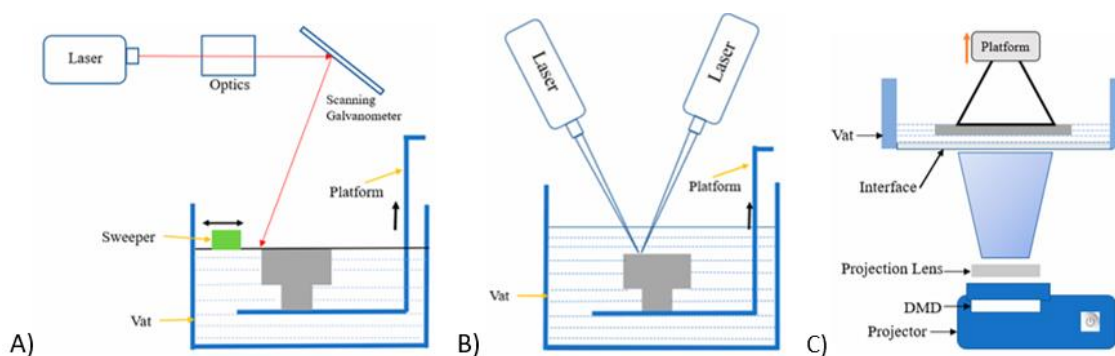 Laser
Optics
Scanning
Galvanometer
Platform
Sweeper
Vat
A)
Laser
Laser
Platform
Vat
B)
Platform
Vat
Interface
Projection Lens
DMD
Projector
C)